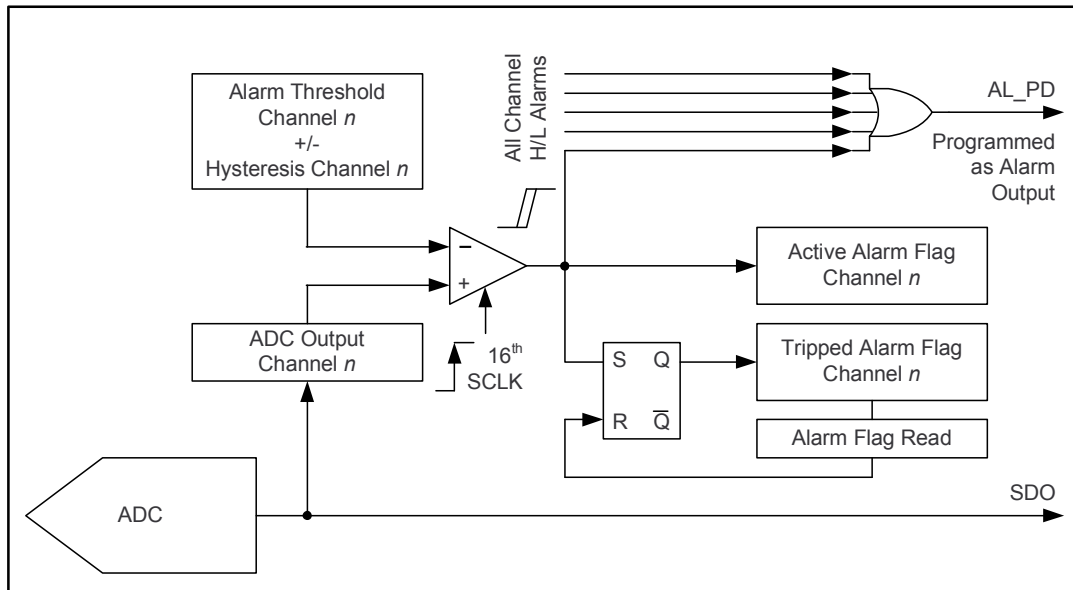 Alarm Threshold
Channel n
+/-
Hysteresis Channel n
All Channel
H/L Alarms
AL_PD
Programmed
as Alarm
Output
−
+
Active Alarm Flag
Channel n
ADC Output
Channel n
16th
SCLK
S Q
R Q̅
Tripped Alarm Flag
Channel n
Alarm Flag Read
ADC
SDO